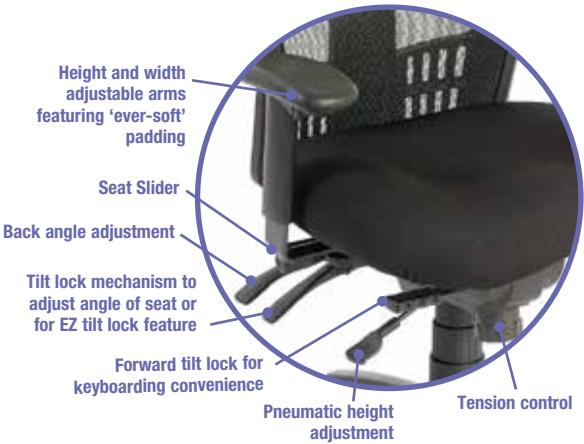 Height and width
adjustable arms
featuring ‘ever-soft’
padding
Seat Slider
Back angle adjustment
Tilt lock mechanism to
adjust angle of seat or
for EZ tilt lock feature
Forward tilt lock for
keyboarding convenience
Pneumatic height
adjustment
Tension control